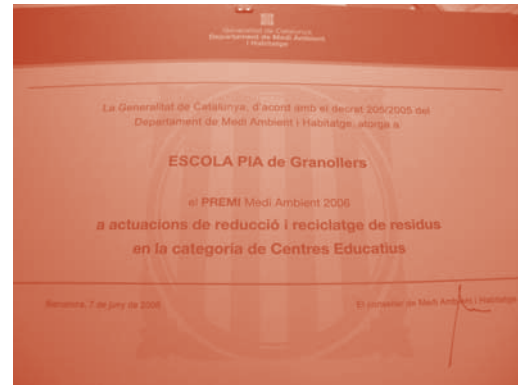 Generalitat de Catalunya
Departament de Medi Ambient
i Habitatge
La Generalitat de Catalunya, d'acord amb el decret 205/2005 del
Departament de Medi Ambient i Habitatge, atorga a
ESCOLA PIA de Granollers
el PREMI Medi Ambient 2006
a actuacions de reducció i reciclatge de residus
en la categoria de Centres Educatius
Barcelona, 7 de juny de 2006
El conseller de Medi Ambient i Habitatge